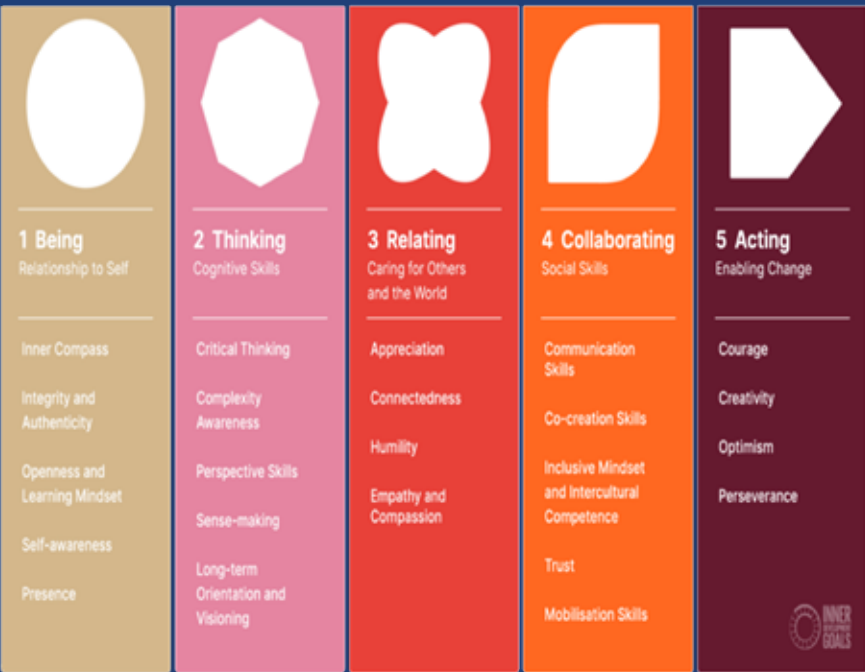 1 Being
Relationship to Self
Inner Compass
Integrity and
Authenticity
Openness and
Learning Mindset
Self-awareness
Presence
2 Thinking
Cognitive Skills
Critical Thinking
Complexity
Awareness
Perspective Skills
Sense-making
Long-term
Orientation and
Visioning
3 Relating
Caring for Others
and the World
Appreciation
Connectedness
Humility
Empathy and
Compassion
4 Collaborating
Social Skills
Communication
Skills
Co-creation Skills
Inclusive Mindset
and Intercultural
Competence
Trust
Mobilisation Skills
5 Acting
Enabling Change
Courage
Creativity
Optimism
Perseverance
INNER
DEVELOPMENT
GOALS